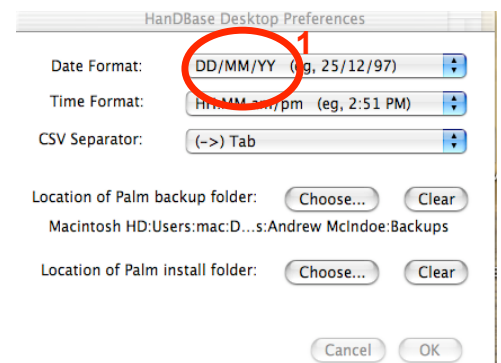 HanDBase Desktop Preferences
1
Date Format: DD/MM/YY (eg, 25/12/97)
Time Format: HH:MM am/pm (eg, 2:51 PM)
CSV Separator: (->) Tab
Location of Palm backup folder: Choose... Clear
Macintosh HD:Users:mac:D...s:Andrew McIndoe:Backups
Location of Palm install folder: Choose... Clear
Cancel OK